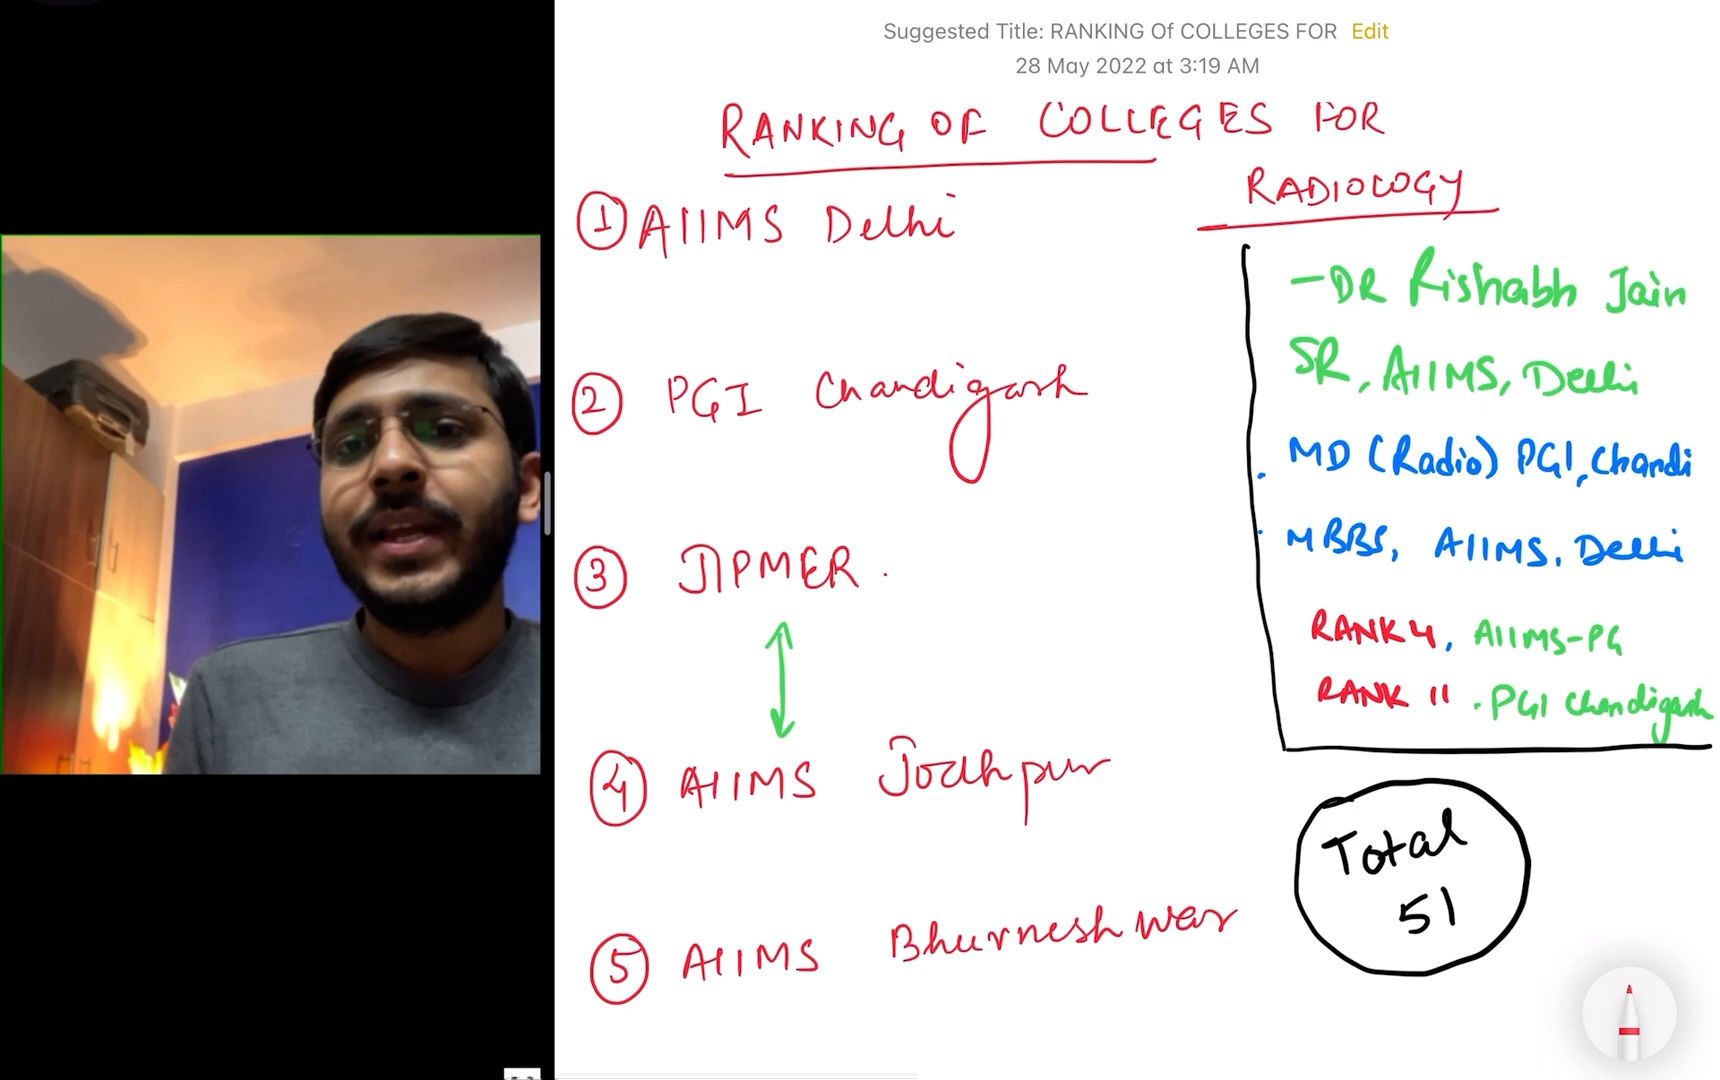 Suggested Title: RANKING Of COLLEGES FOR Edit
28 May 2022 at 3:19 AM
RANKING OF COLLEGES FOR
RADIOLOGY
① AIIMS Delhi
② PGI Chandigarh
③ JIPMER.
④ AIIMS Jodhpur
⑤ AIIMS Bhurneshwar
-DR Rishabh Jain
SR, AIIMS, Delhi
. MD (Radio) PGI, Chandi
. MBBS, AIIMS, Delhi
RANK 4, AIIMS-PG
RANK 11 . PGI Chandigarh
Total
51